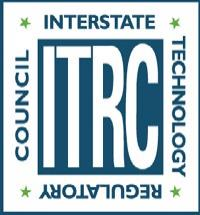 INTERSTATE
TECHNOLOGY
REGULATORY
COUNCIL
ITRC